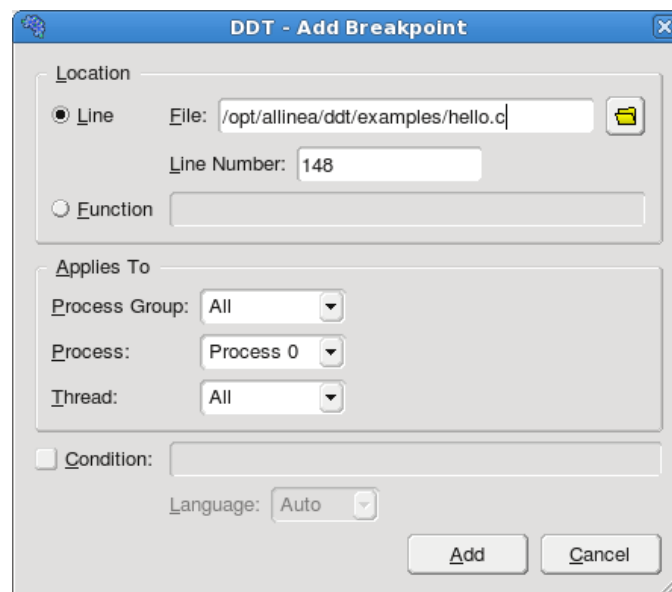 DDT - Add Breakpoint
Location
Line File: /opt/allinea/ddt/examples/hello.c
Line Number: 148
Function
Applies To
Process Group: All
Process: Process 0
Thread: All
Condition:
Language: Auto
Add Cancel